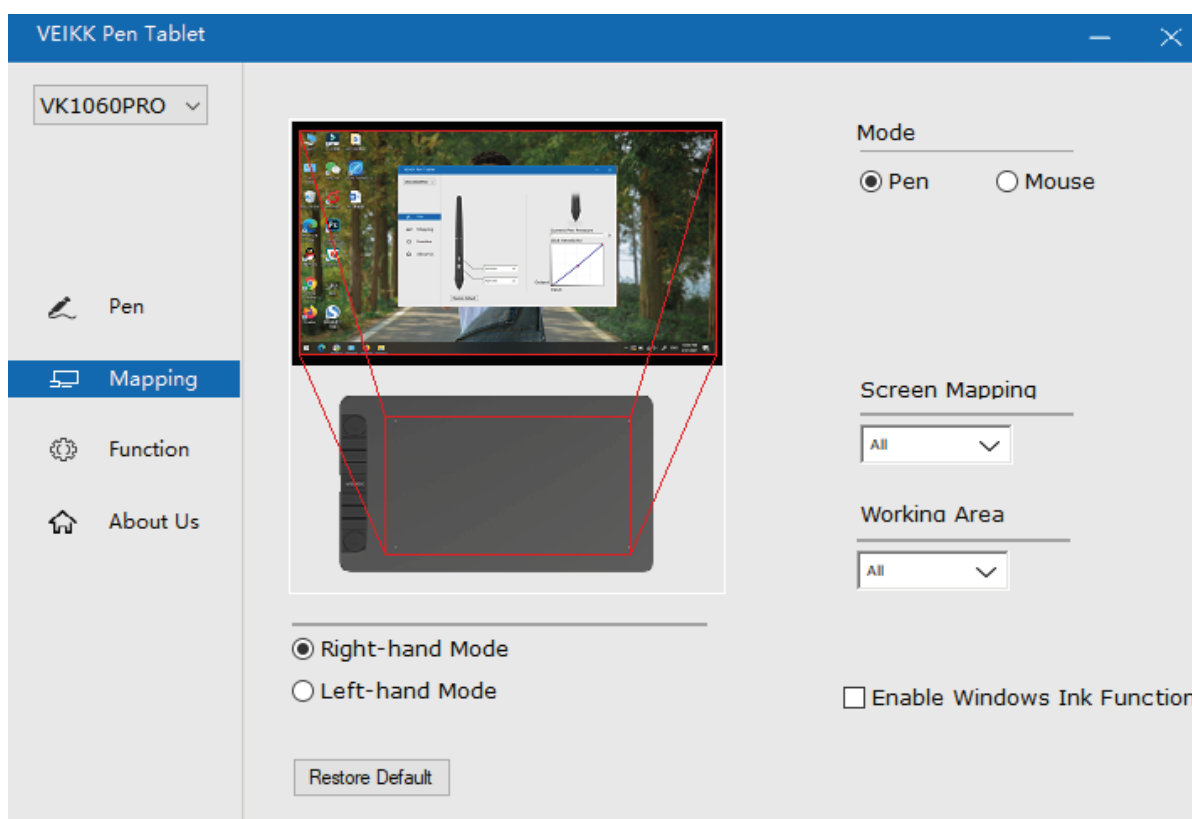 VEIKK Pen Tablet
VK1060PRO
Pen
Mapping
Function
About Us
Mode
Pen
Mouse
Screen Mapping
All
Working Area
All
Right-hand Mode
Left-hand Mode
Enable Windows Ink Function
Restore Default